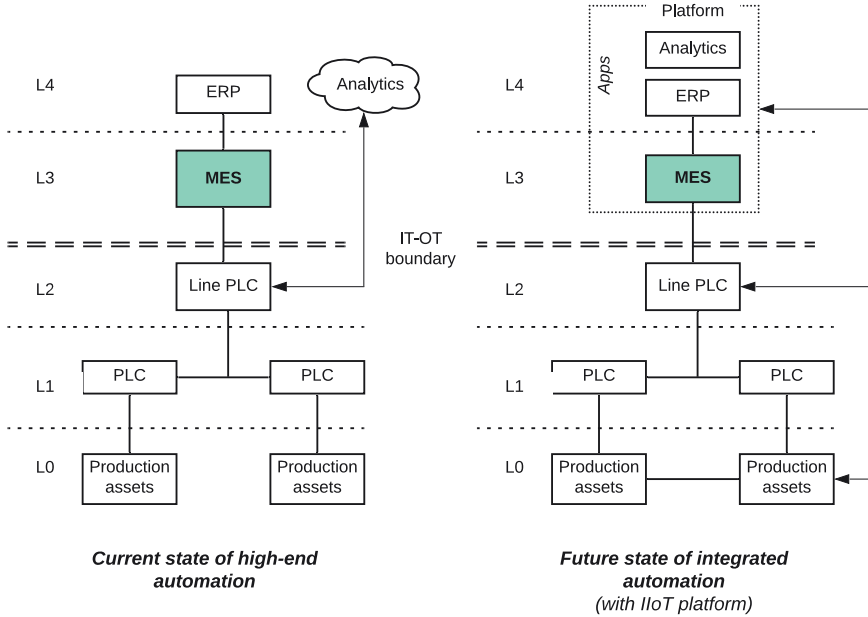 L4
ERP
Analytics
L3
MES
IT-OT
boundary
L2
Line PLC
L1
PLC
PLC
L0
Production
assets
Production
assets
Current state of high-end
automation
Platform
Apps
Analytics
L4
ERP
L3
MES
L2
Line PLC
L1
PLC
PLC
L0
Production
assets
Production
assets
Future state of integrated
automation
(with IIoT platform)